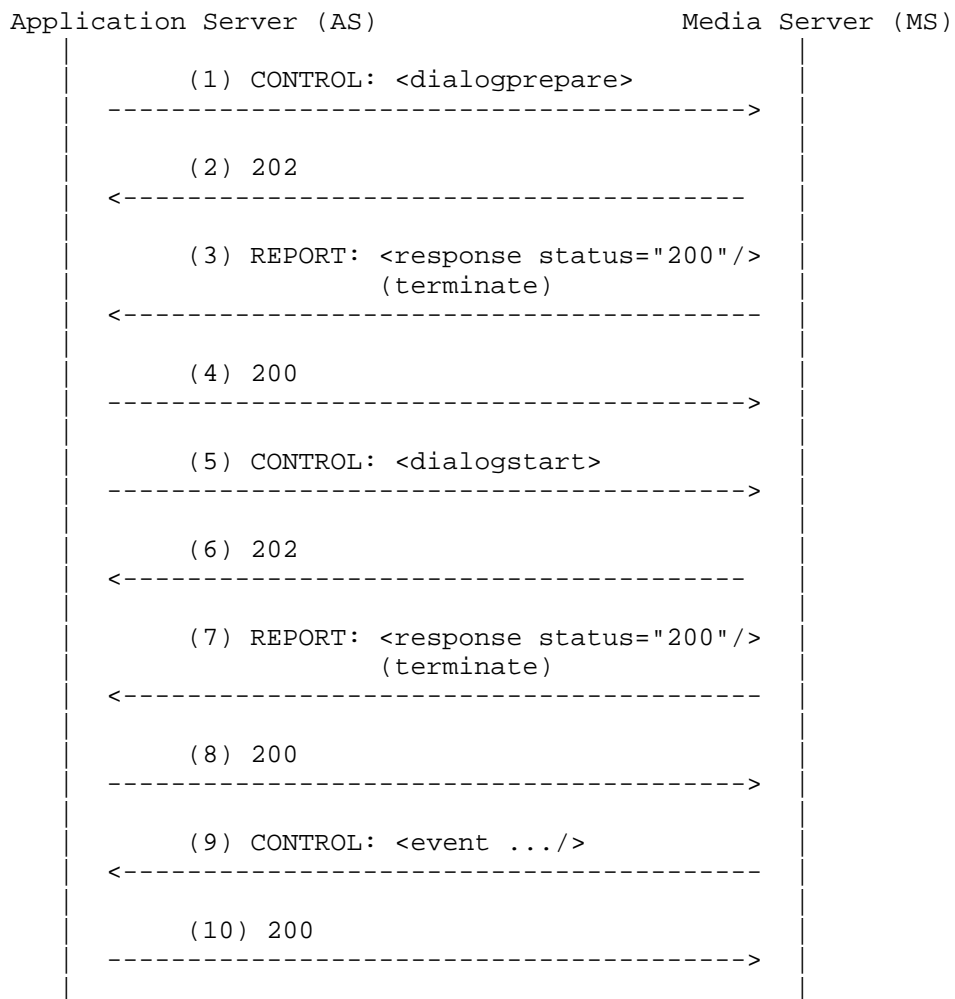 Application Server (AS) Media Server (MS)
(1) CONTROL: <dialogprepare>
(2) 202
(3) REPORT: <response status="200"/>
(terminate)
(4) 200
(5) CONTROL: <dialogstart>
(6) 202
(7) REPORT: <response status="200"/>
(terminate)
(8) 200
(9) CONTROL: <event .../>
(10) 200